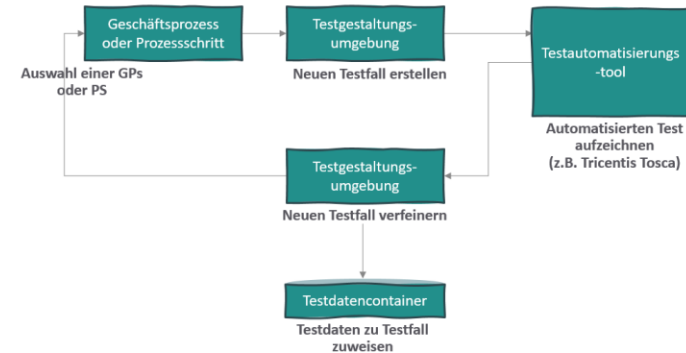 Geschäftsprozess
oder Prozessschritt
Auswahl einer GPs
oder PS
Testgestaltungs-
umgebung
Neuen Testfall erstellen
Testautomatisierungs
-tool
Automatisierten Test
aufzeichnen
(z.B. Tricentis Tosca)
Testgestaltungs-
umgebung
Neuen Testfall verfeinern
Testdatencontainer
Testdaten zu Testfall
zuweisen